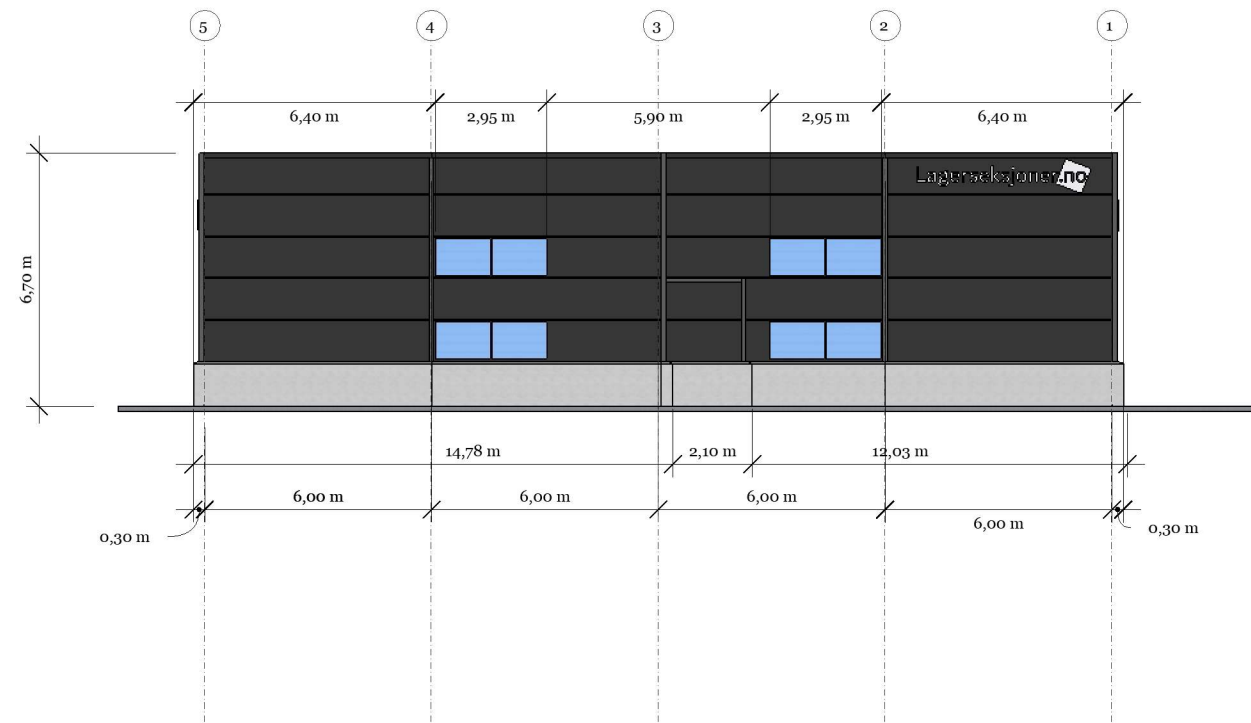 5 4 3 2 1
6,40 m 2,95 m 5,90 m 2,95 m 6,40 m
Lagerseksjoner.no
6,70 m
14,78 m 2,10 m 12,03 m
6,00 m 6,00 m 6,00 m 6,00 m
0,30 m 0,30 m